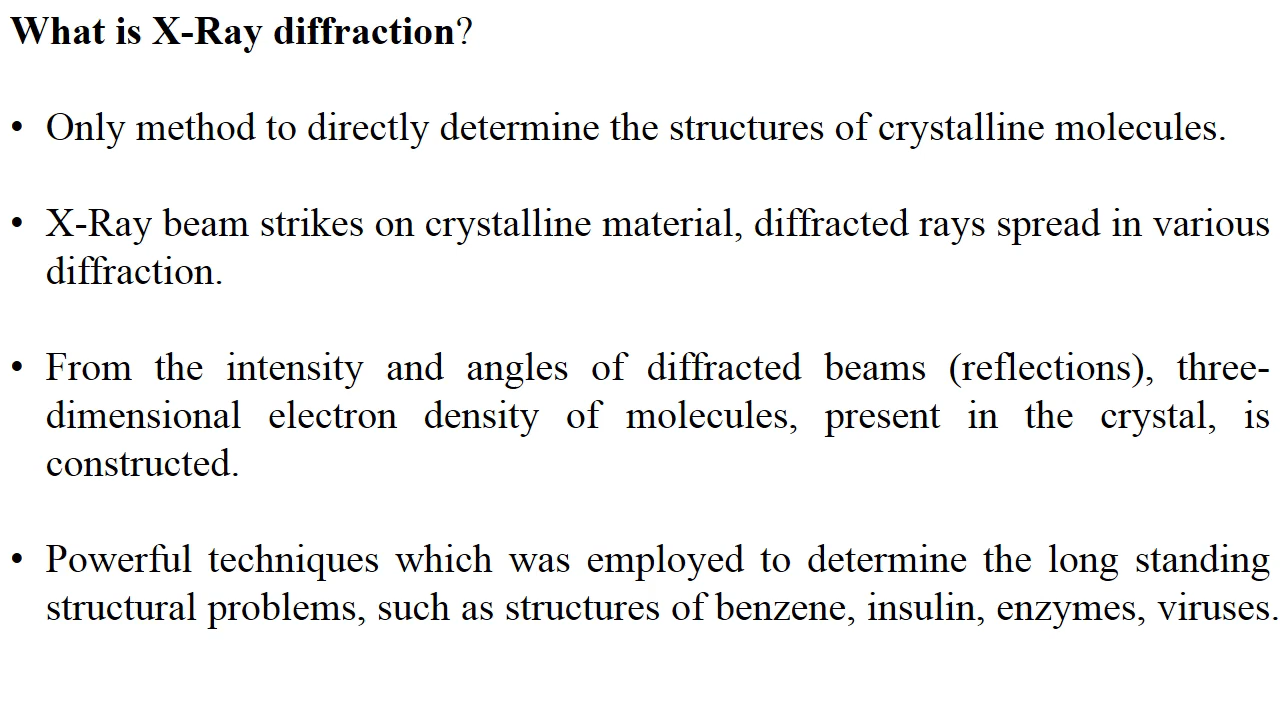 What is X-Ray diffraction?
• Only method to directly determine the structures of crystalline molecules.
• X-Ray beam strikes on crystalline material, diffracted rays spread in various
diffraction.
• From the intensity and angles of diffracted beams (reflections), three-
dimensional electron density of molecules, present in the crystal, is
constructed.
• Powerful techniques which was employed to determine the long standing
structural problems, such as structures of benzene, insulin, enzymes, viruses.